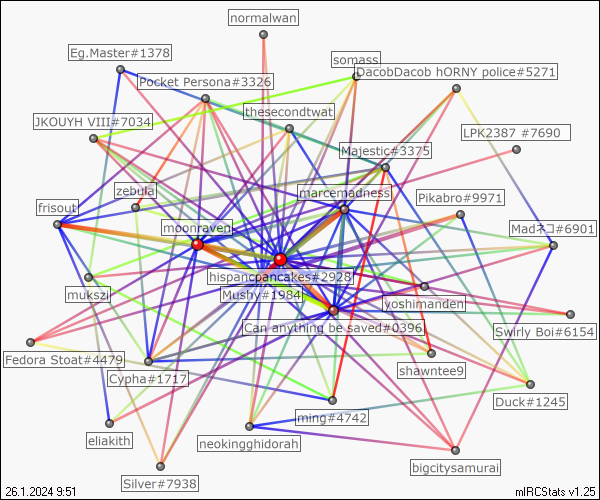 normalwan
Eg.Master#1378
somass
Pocket Persona#3326
DacobDacob hORNY police#5271
thesecondtwat
JKOUYH VIII#7034
LPK2387 #7690
Majestic#3375
zebula
marcemadness
Pikabro#9971
frisout
moonraven
Madネコ#6901
hispancpancakes#2928
mukszi
Mushy#1984
yoshimanden
Can anything be saved#0396
Swirly Boi#6154
Fedora Stoat#4479
Cypha#1717
shawntee9
Duck#1245
ming#4742
eliakith
neokingghidorah
bigcitysamurai
Silver#7938
26.1.2024 9:51
mIRCStats v1.25